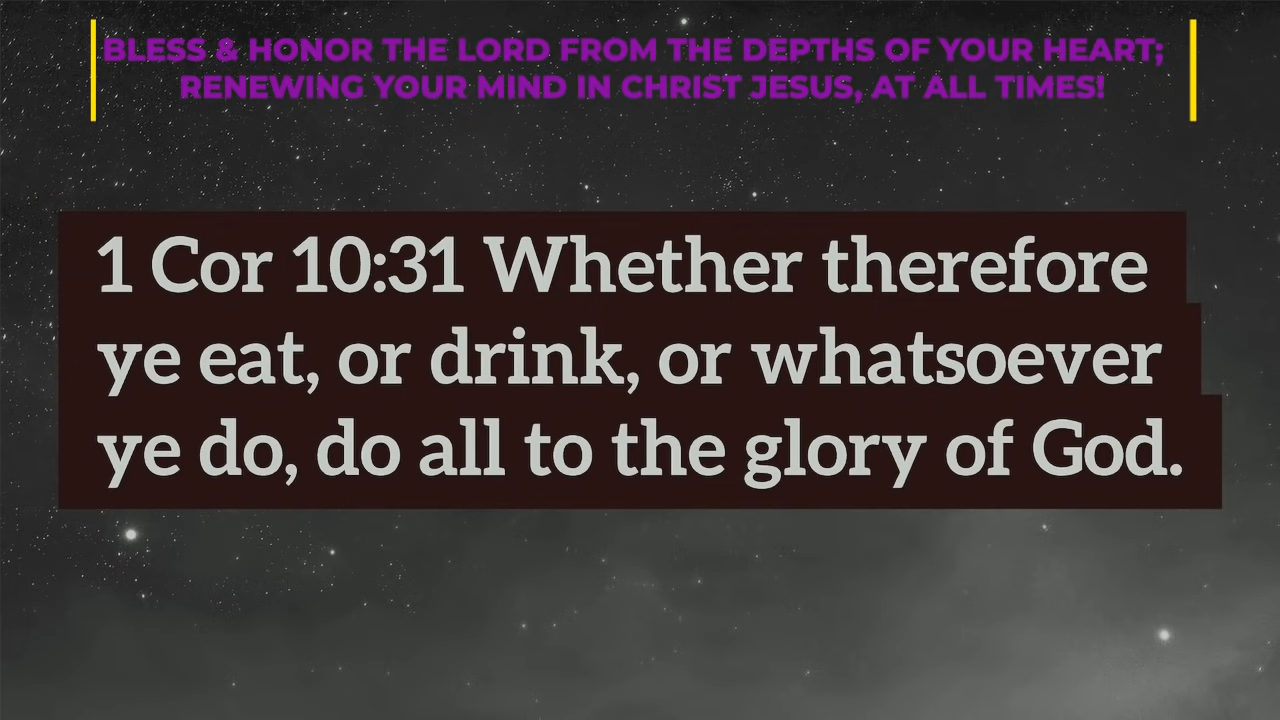 BLESS & HONOR THE LORD FROM THE DEPTHS OF YOUR HEART;
RENEWING YOUR MIND IN CHRIST JESUS, AT ALL TIMES!
1 Cor 10:31 Whether therefore
ye eat, or drink, or whatsoever
ye do, do all to the glory of God.